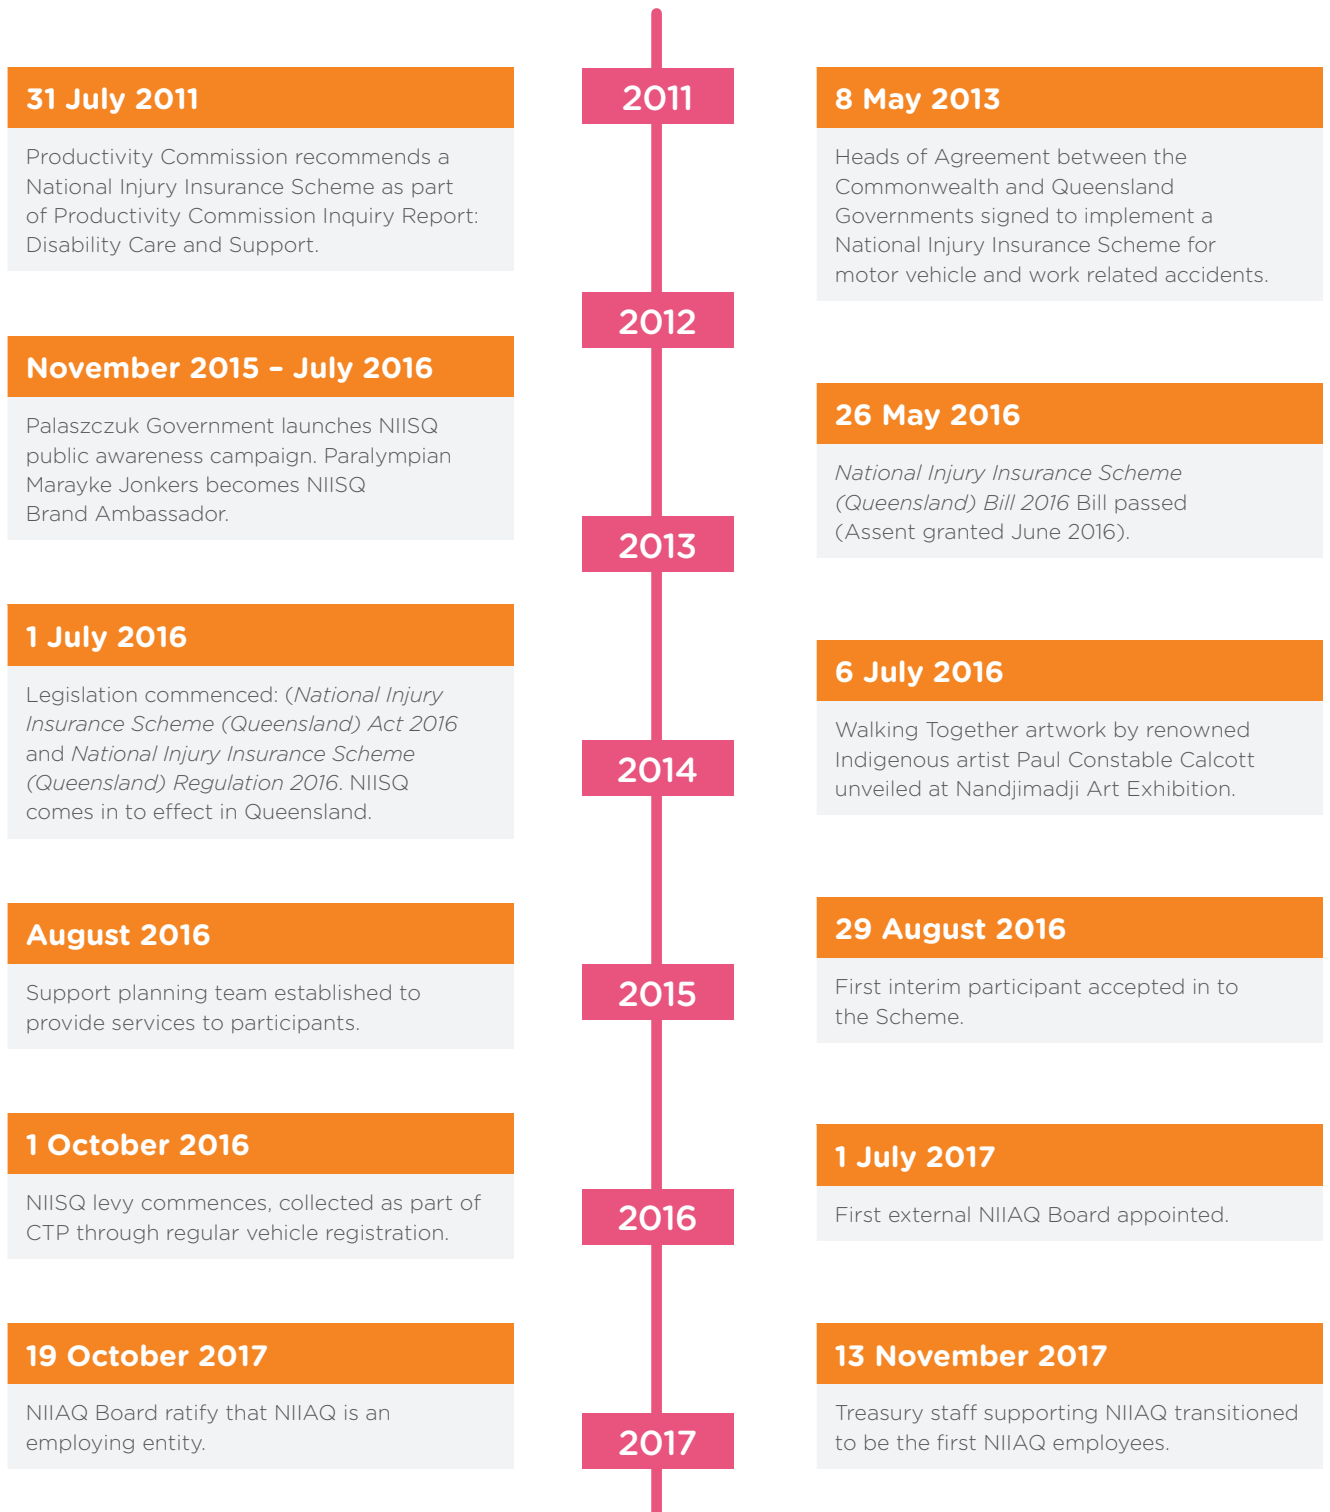 2011
31 July 2011
Productivity Commission recommends a
National Injury Insurance Scheme as part
of Productivity Commission Inquiry Report:
Disability Care and Support.
8 May 2013
Heads of Agreement between the
Commonwealth and Queensland
Governments signed to implement a
National Injury Insurance Scheme for
motor vehicle and work related accidents.
2012
November 2015 – July 2016
Palaszczuk Government launches NIISQ
public awareness campaign. Paralympian
Marayke Jonkers becomes NIISQ
Brand Ambassador.
26 May 2016
National Injury Insurance Scheme
(Queensland) Bill 2016 Bill passed
(Assent granted June 2016).
2013
1 July 2016
Legislation commenced: (National Injury
Insurance Scheme (Queensland) Act 2016
and National Injury Insurance Scheme
(Queensland) Regulation 2016. NIISQ
comes in to effect in Queensland.
6 July 2016
Walking Together artwork by renowned
Indigenous artist Paul Constable Calcott
unveiled at Nandjimadji Art Exhibition.
2014
August 2016
Support planning team established to
provide services to participants.
29 August 2016
First interim participant accepted in to
the Scheme.
2015
1 October 2016
NIISQ levy commences, collected as part of
CTP through regular vehicle registration.
1 July 2017
First external NIIAQ Board appointed.
2016
19 October 2017
NIIAQ Board ratify that NIIAQ is an
employing entity.
13 November 2017
Treasury staff supporting NIIAQ transitioned
to be the first NIIAQ employees.
2017